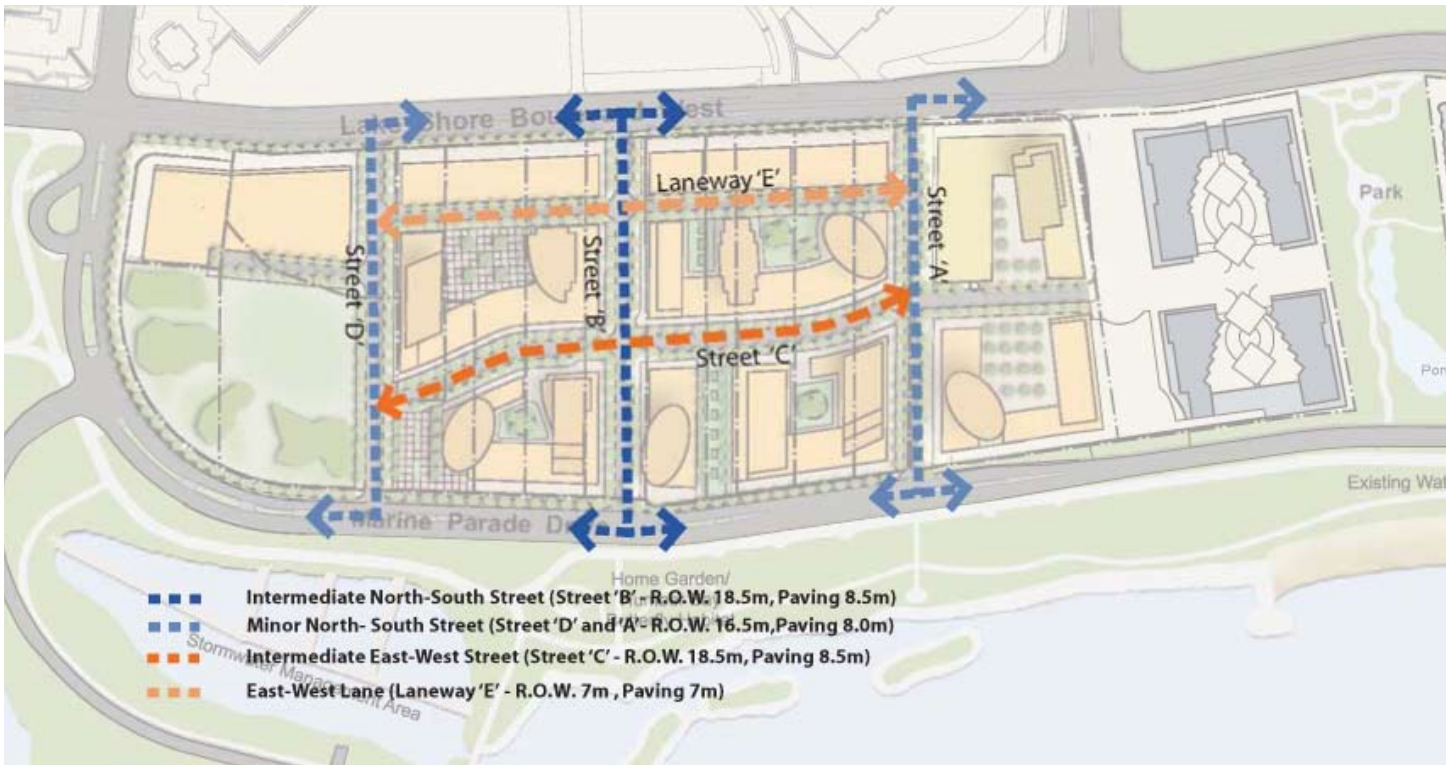 Lake Shore Boulevard West
Laneway 'E'
Street 'A'
Street 'B'
Street 'D'
Street 'C'
Park
Marine Parade
Existing
Home Garden/
Intermediate North-South Street (Street 'B' - R.O.W. 18.5m, Paving 8.5m)
Minor North- South Street (Street 'D' and 'A' - R.O.W. 16.5m,Paving 8.0m)
Intermediate East-West Street (Street 'C' - R.O.W. 18.5m, Paving 8.5m)
East-West Lane (Laneway 'E' - R.O.W. 7m , Paving 7m)
Stormwater Management Area